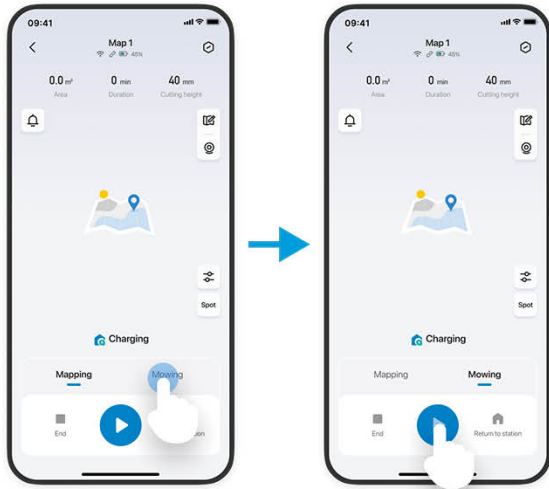 09:41
Map 1
45%
0.0 m² 0 min 40 mm
Area Duration Cutting height
Spot
Charging
Mapping Mowing
End
09:41
Map 1
45%
0.0 m² 0 min 40 mm
Area Duration Cutting height
Spot
Charging
Mapping Mowing
End Return to station